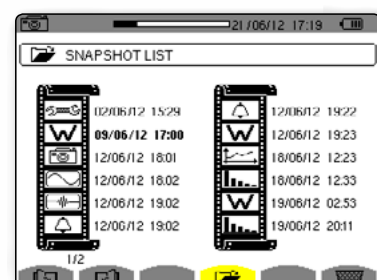 21/06/12 17:19
SNAPSHOT LIST
02/06/12 15:29
W 09/06/12 17:00
12/06/12 18:01
12/06/12 18.02
12/06/12 19.02
12/06/12 19:02
12/06/12 19:22
W 12/06/12 19:23
18/06/12 12:23
18/06/12 12.33
W 19/06/12 02.53
19/06/12 20:11
1/2